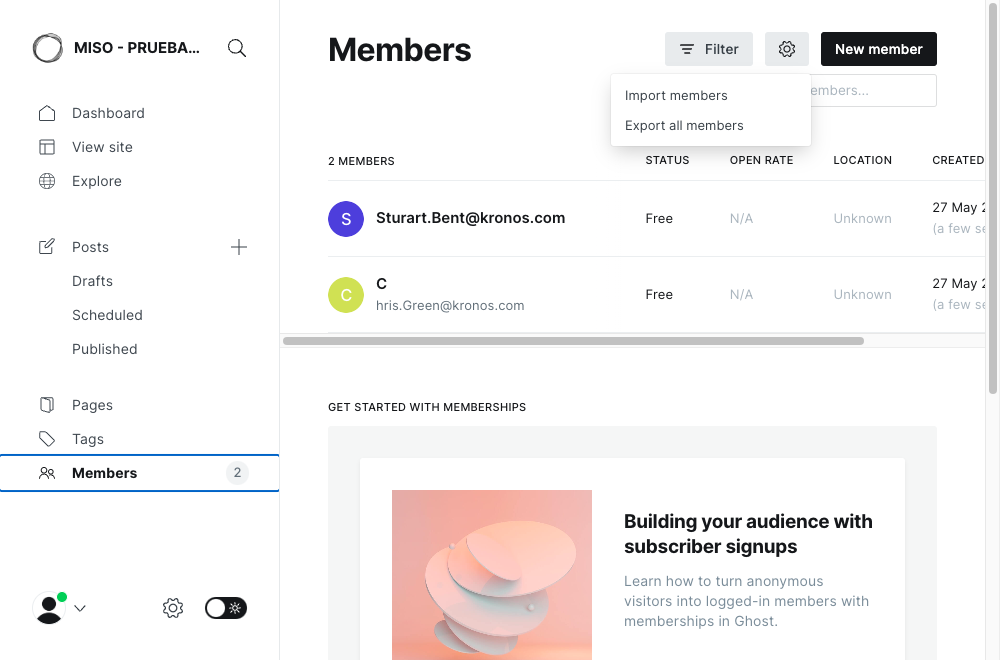 MISO - PRUEBA...
Dashboard
View site
Explore
Posts
Drafts
Scheduled
Published
Pages
Tags
Members
2
Members
Filter
New member
Import members
Export all members
embers...
2 MEMBERS
STATUS
OPEN RATE
LOCATION
CREATED
S
Sturart.Bent@kronos.com
Free
N/A
Unknown
27 May 2
(a few se
C
C
hris.Green@kronos.com
Free
N/A
Unknown
27 May 2
(a few se
GET STARTED WITH MEMBERSHIPS
Building your audience with
subscriber signups
Learn how to turn anonymous
visitors into logged-in members with
memberships in Ghost.